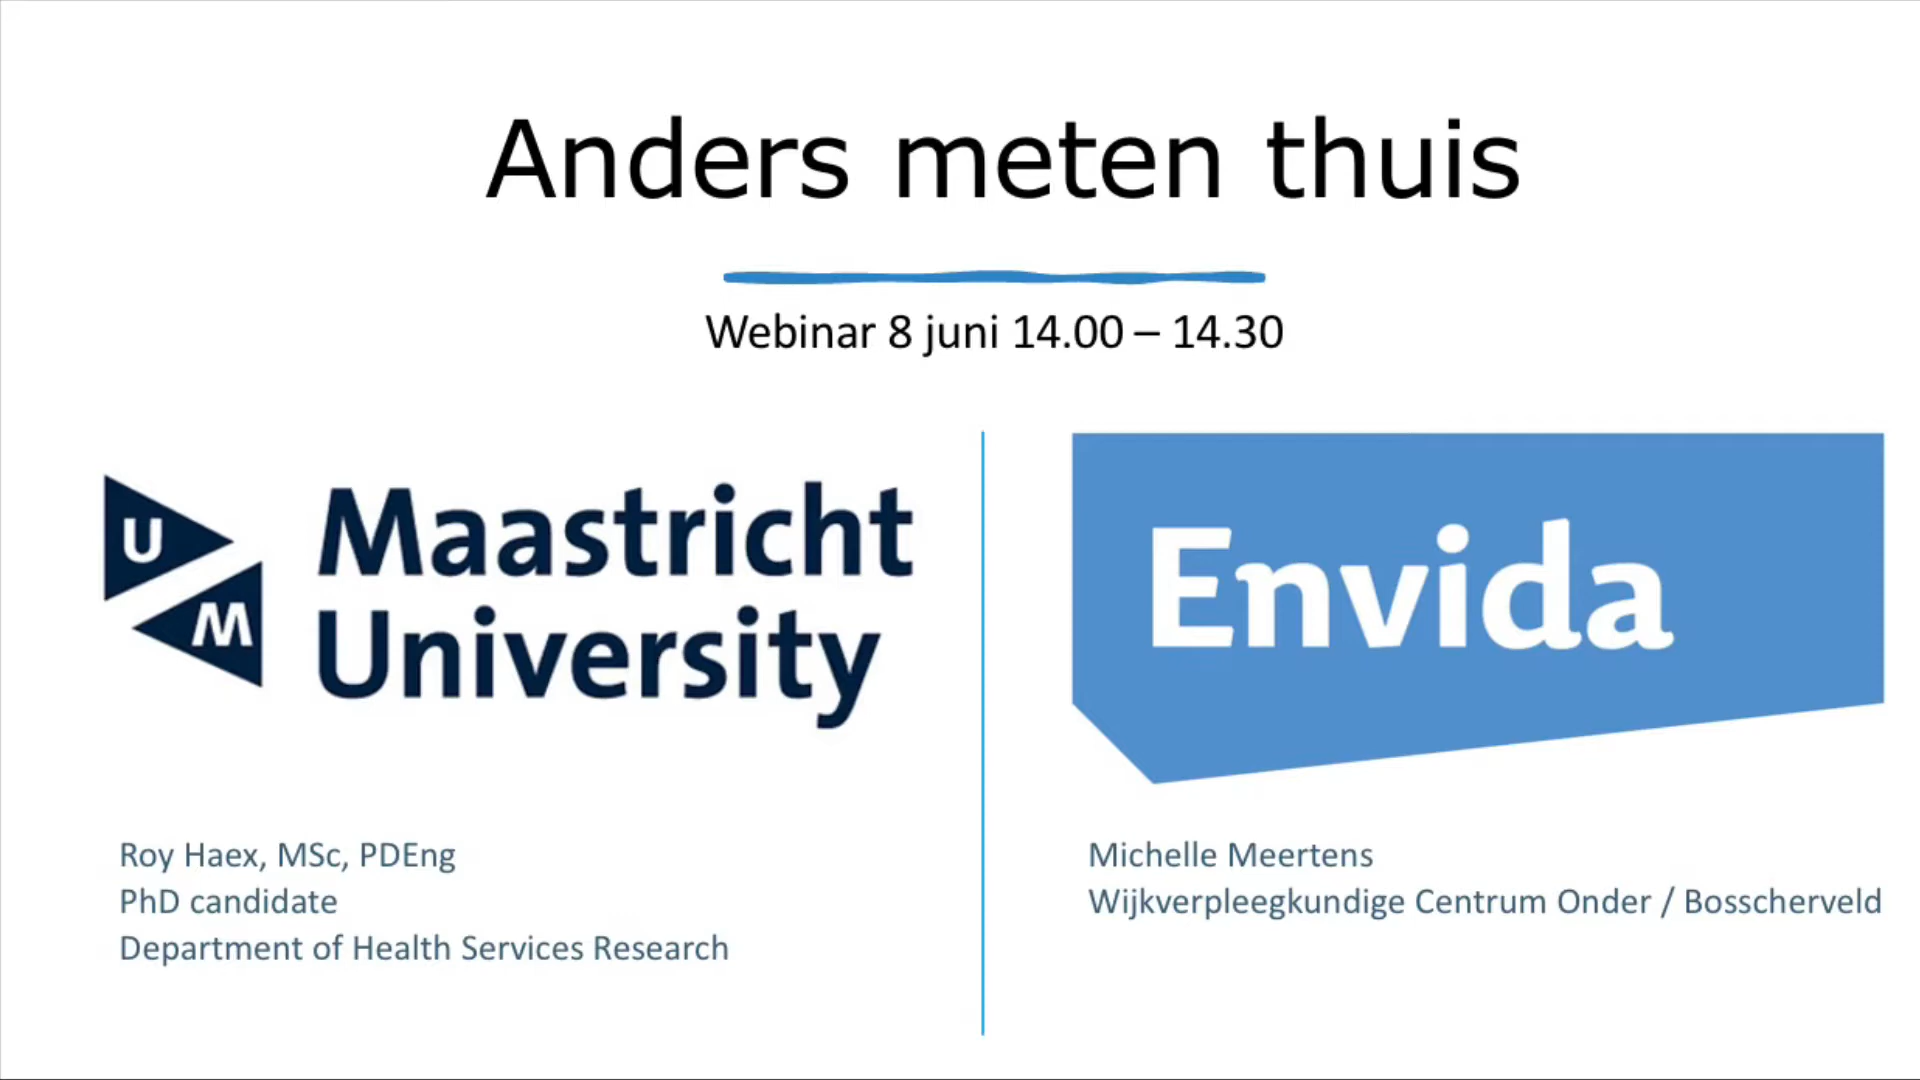 Anders meten thuis
Webinar 8 juni 14.00 – 14.30
U
M
Maastricht
University
Roy Haex, MSc, PDEng
PhD candidate
Department of Health Services Research
Envida
Michelle Meertens
Wijkverpleegkundige Centrum Onder / Bosscherveld